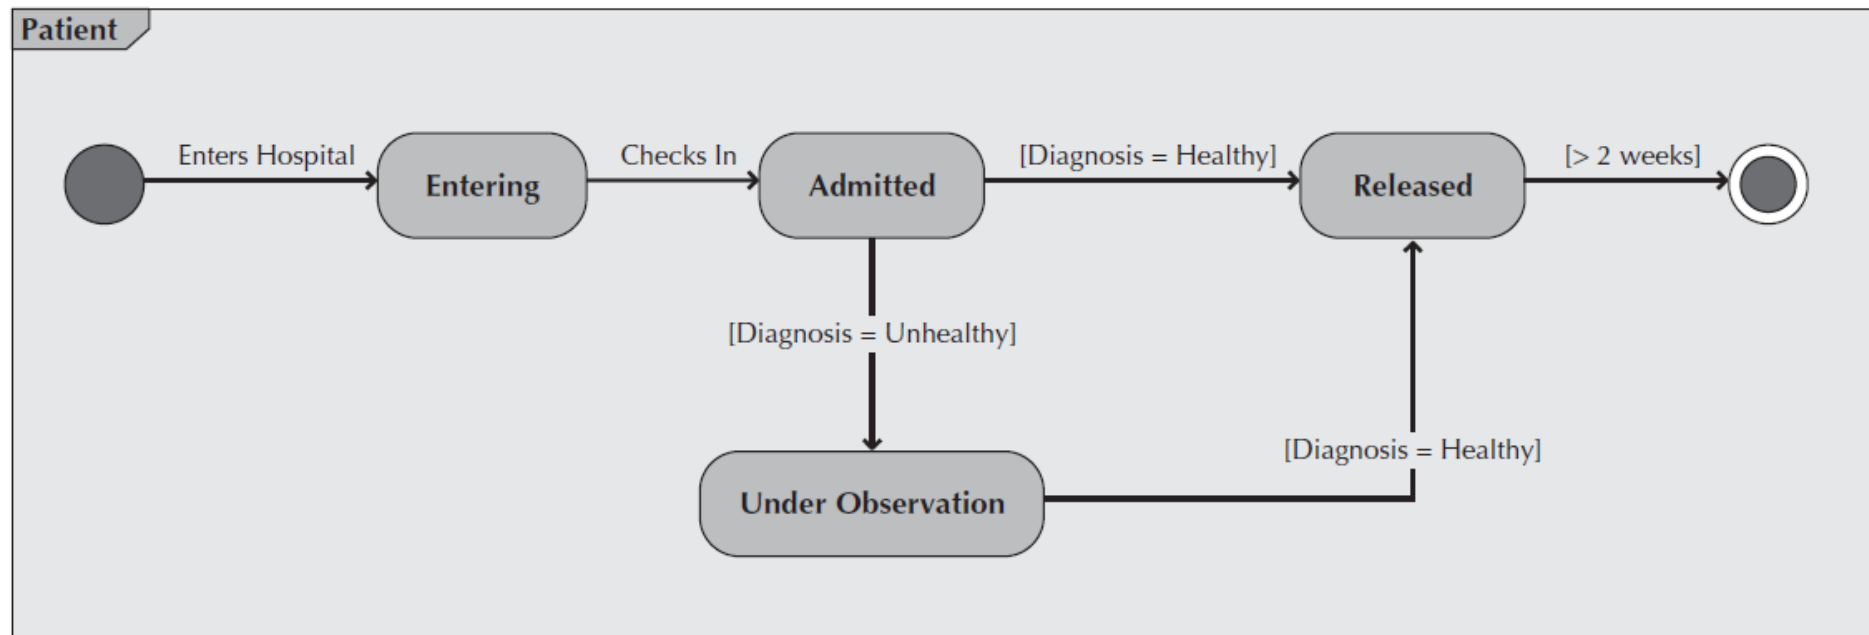 Patient
Enters Hospital
Entering
Checks In
Admitted
[Diagnosis = Healthy]
Released
[> 2 weeks]
[Diagnosis = Unhealthy]
[Diagnosis = Healthy]
Under Observation